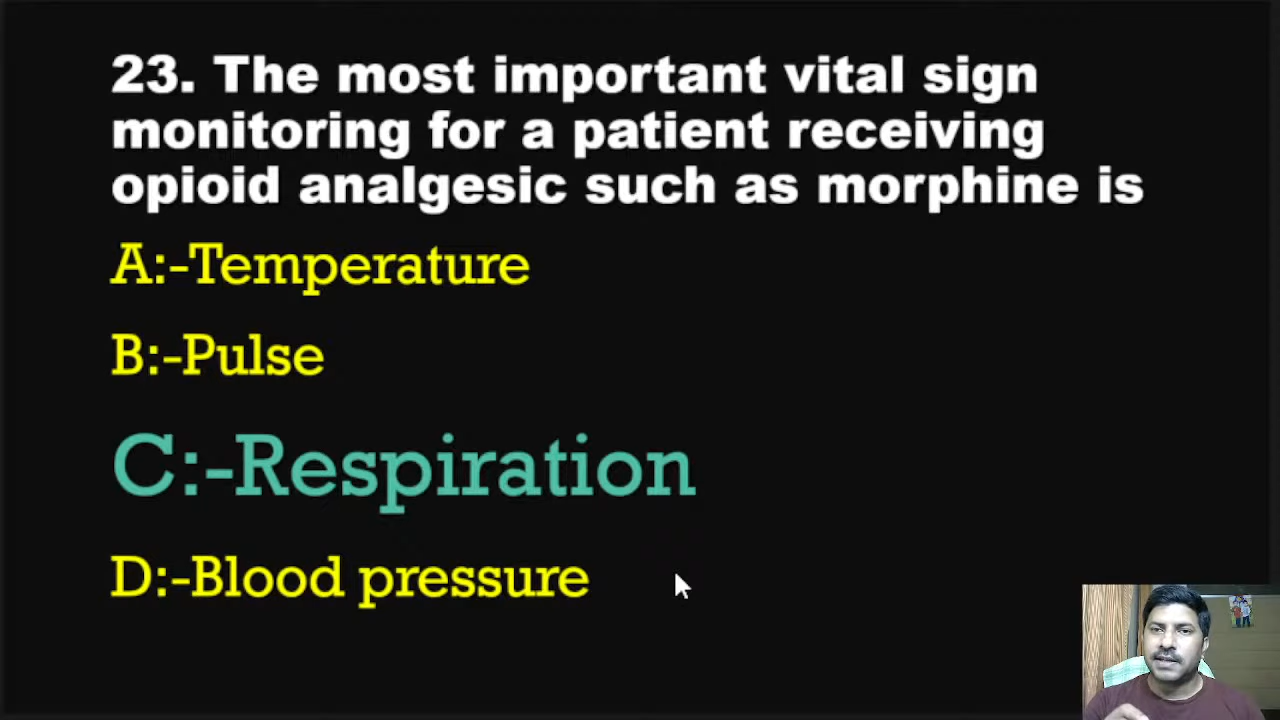 23. The most important vital sign
monitoring for a patient receiving
opioid analgesic such as morphine is
A:-Temperature
B:-Pulse
C:-Respiration
D:-Blood pressure